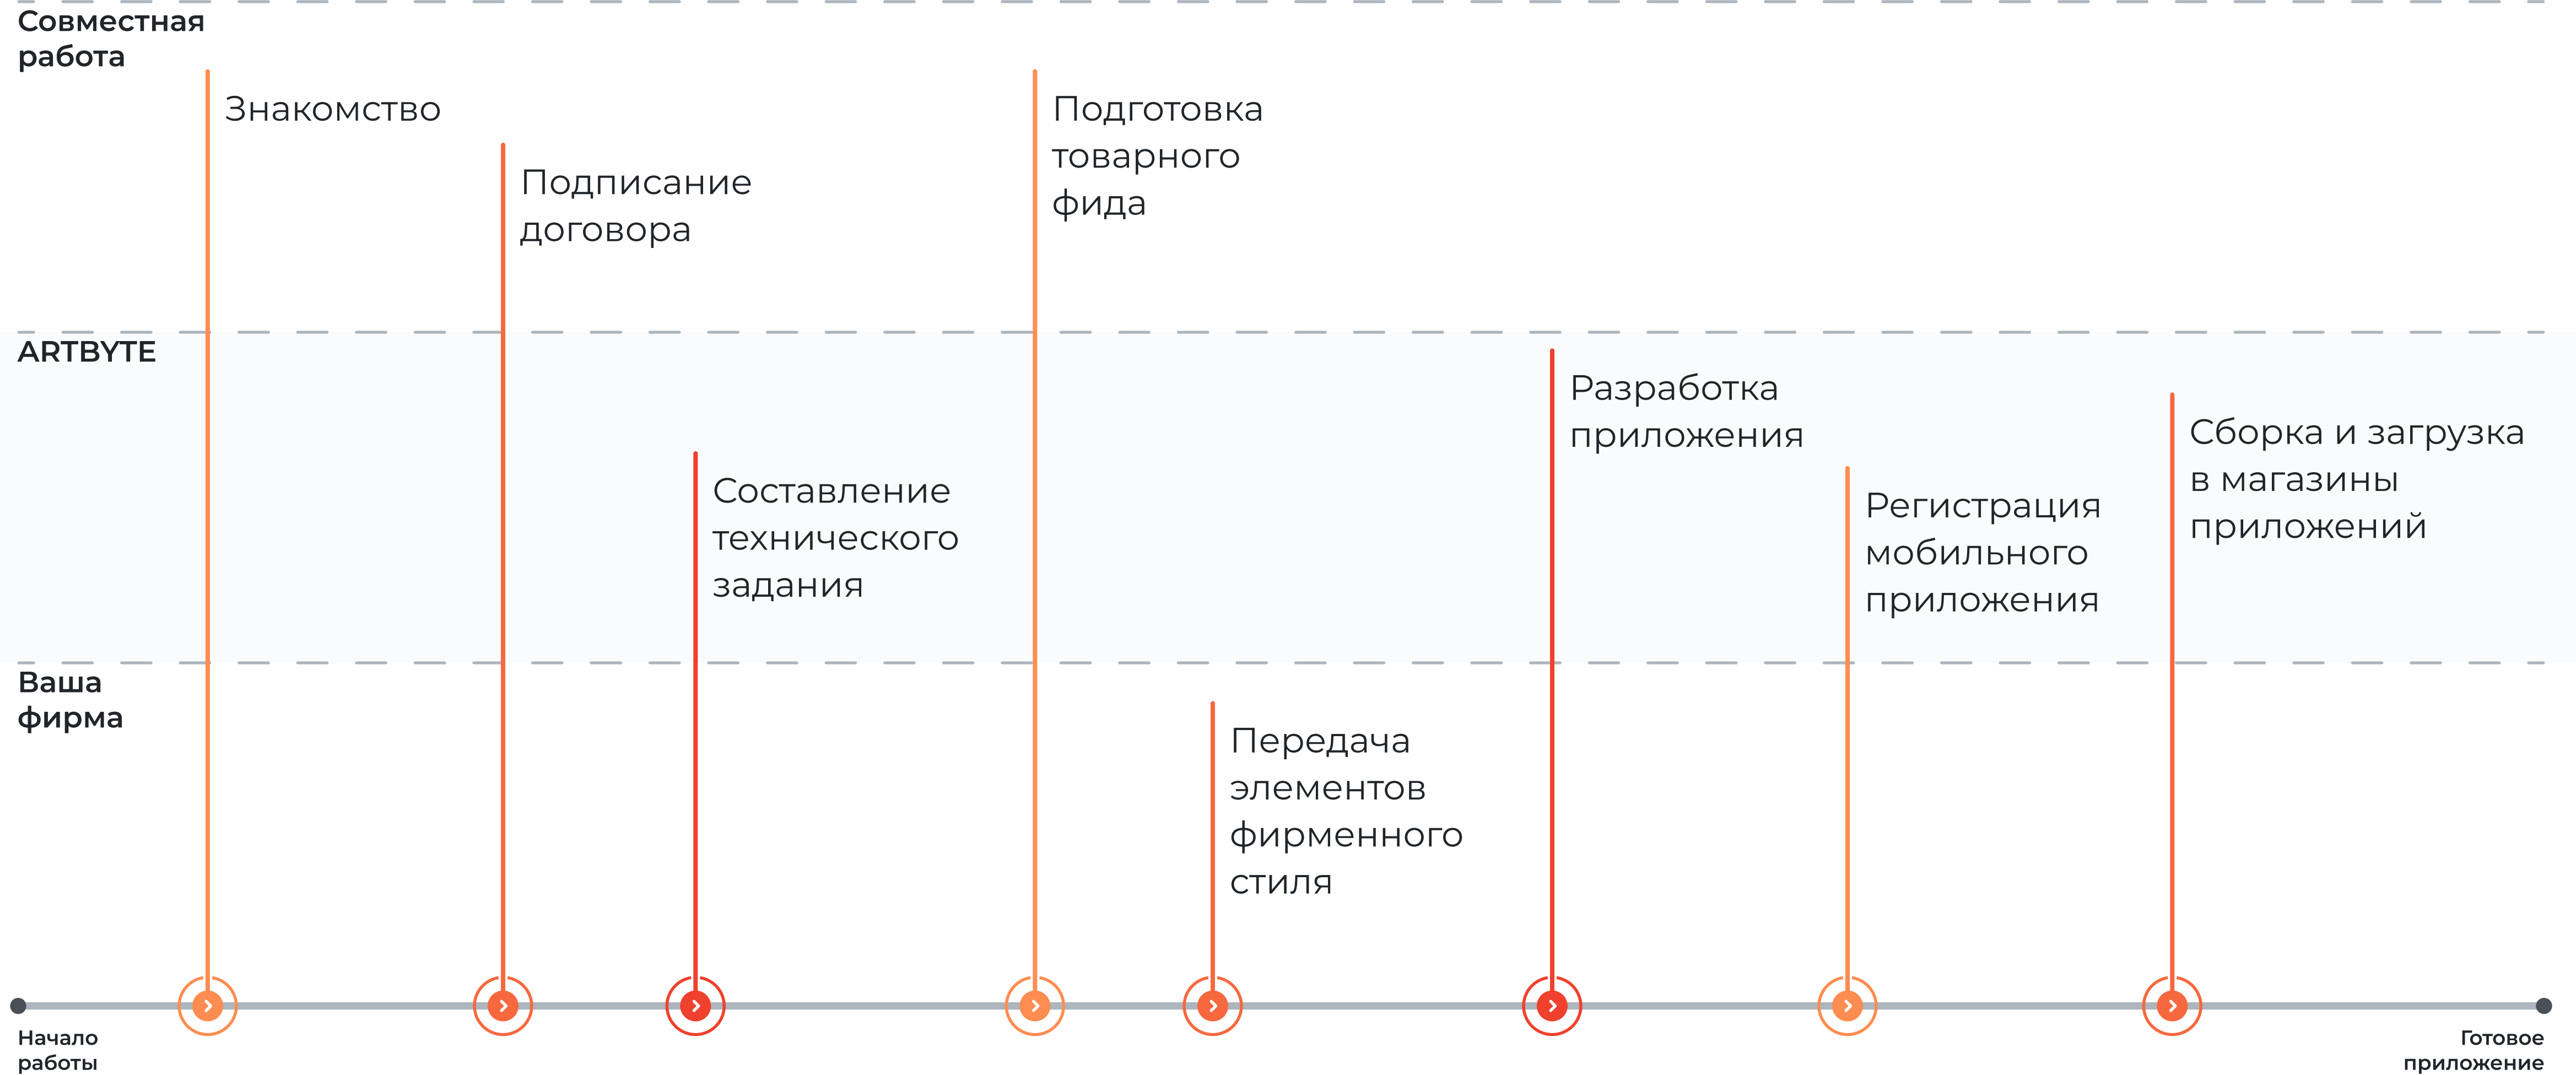 Совместная
работа
Знакомство
Подписание
договора
Подготовка
товарного
фида
ARTBYTE
Составление
технического
задания
Разработка
приложения
Регистрация
мобильного
приложения
Сборка и загрузка
в магазины
приложений
Ваша
фирма
Передача
элементов
фирменного
стиля
Начало
работы
Готовое
приложение